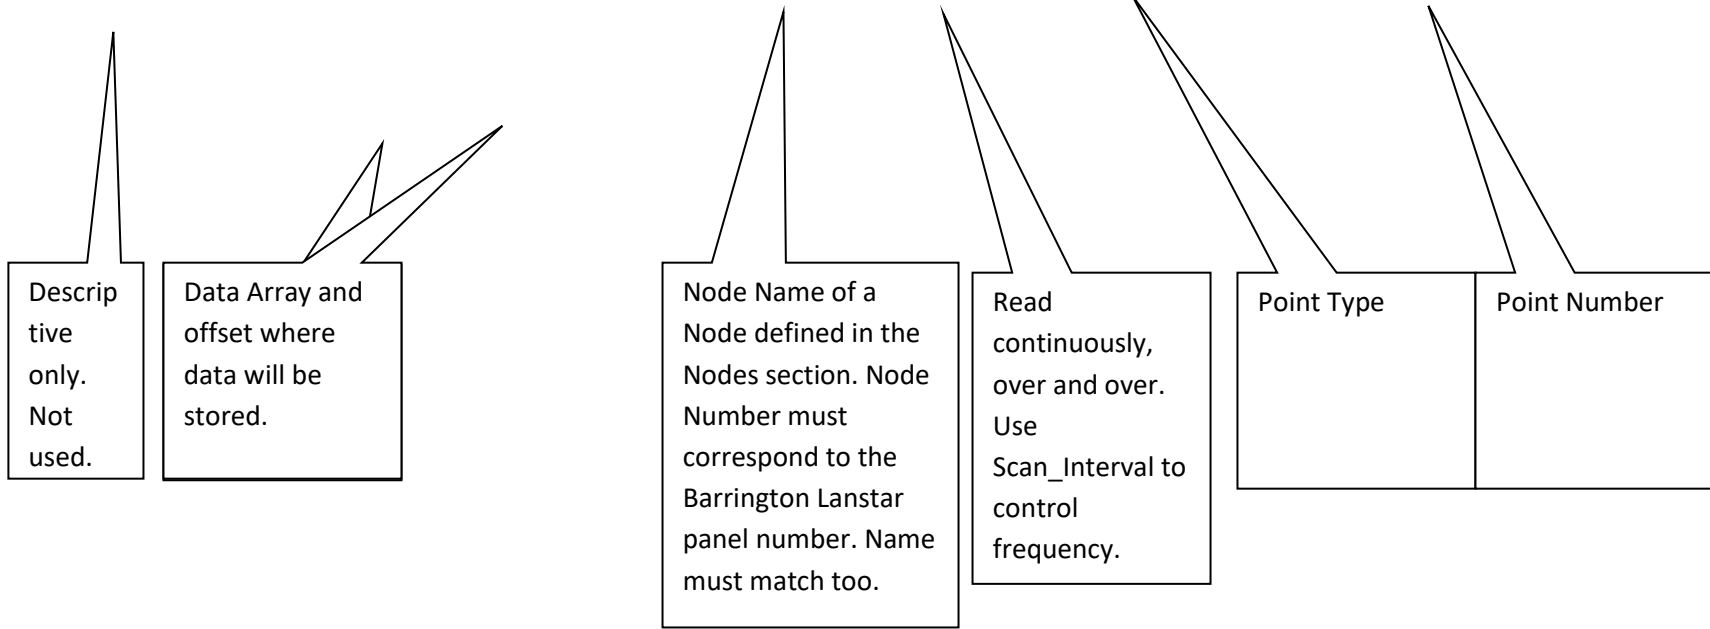 Descrip
tive
only.
Not
used.
Data Array and
offset where
data will be
stored.
Node Name of a
Node defined in the
Nodes section. Node
Number must
correspond to the
Barrington Lanstar
panel number. Name
must match too.
Read
continuously,
over and over.
Use
Scan_Interval to
control
frequency.
Point Type
Point Number